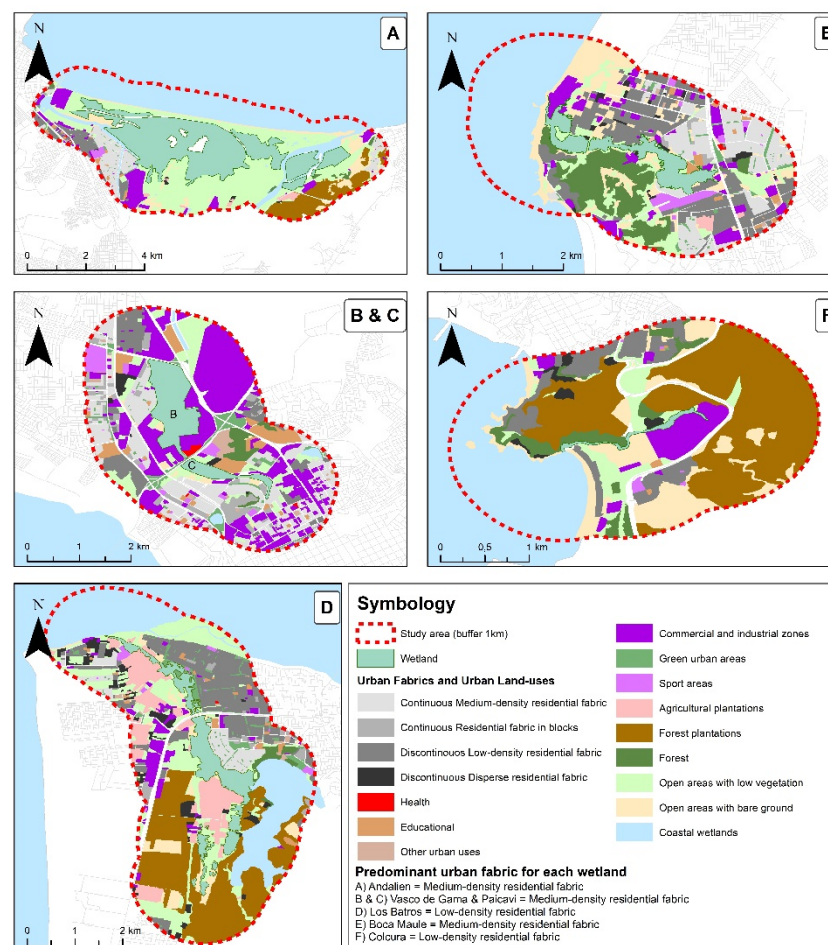 N
A
0 2 4 km
N
E
0 1 2 km
N
B & C
B
C
0 1 2 km
N
F
0 0,5 1 km
N
D
0 1 2 km
Symbology
Study area (buffer 1km)
Wetland
Urban Fabrics and Urban Land-uses
Continuous Medium-density residential fabric
Continuous Residential fabric in blocks
Discontinouos Low-density residential fabric
Discontinouos Disperse residential fabric
Health
Educational
Other urban uses
Commercial and industrial zones
Green urban areas
Sport areas
Agricultural plantations
Forest plantations
Forest
Open areas with low vegetation
Open areas with bare ground
Coastal wetlands
Predominant urban fabric for each wetland
A) Andalien = Medium-density residential fabric
B & C) Vasco de Gama & Paicavi = Medium-density residential fabric
D) Los Batros = Low-density residential fabric
E) Boca Maule = Medium-density residential fabric
F) Colcura = Low-density residential fabric